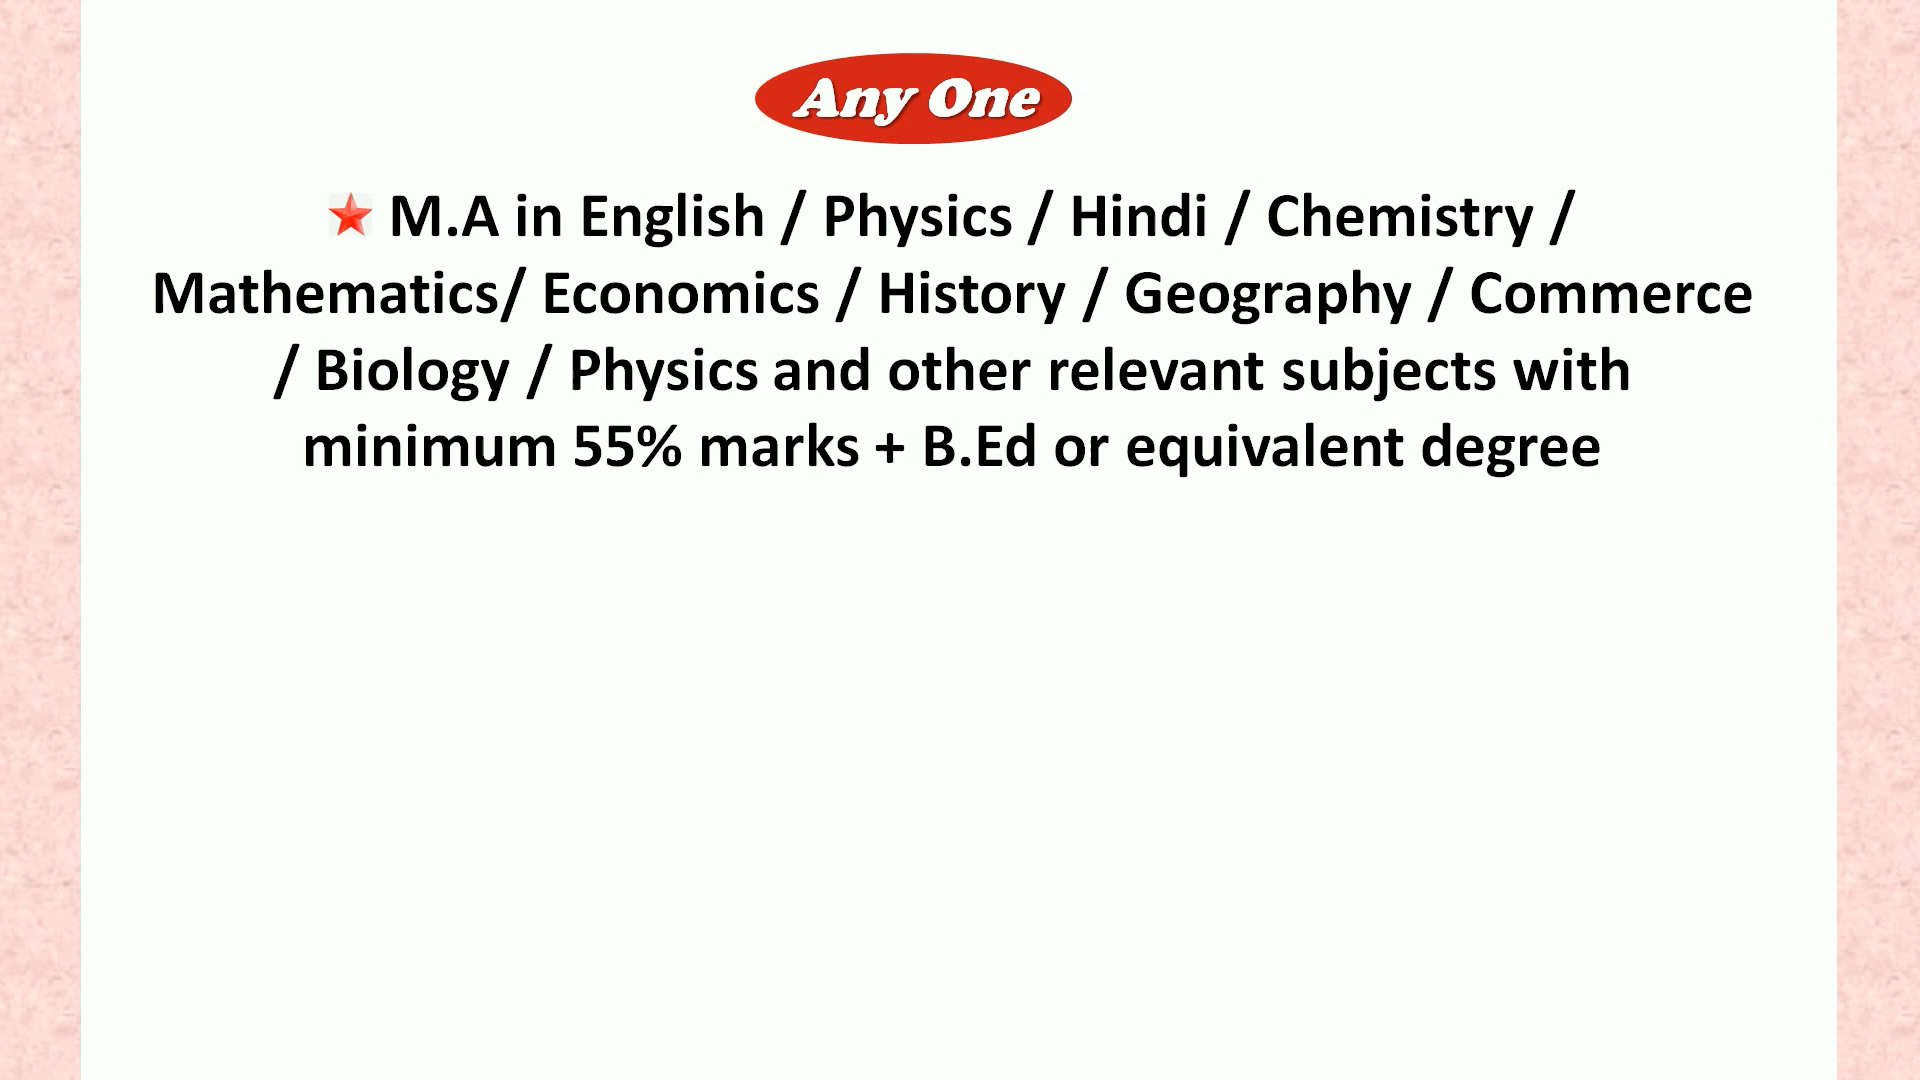 Any One
M.A in English / Physics / Hindi / Chemistry /
Mathematics/ Economics / History / Geography / Commerce
/ Biology / Physics and other relevant subjects with
minimum 55% marks + B.Ed or equivalent degree